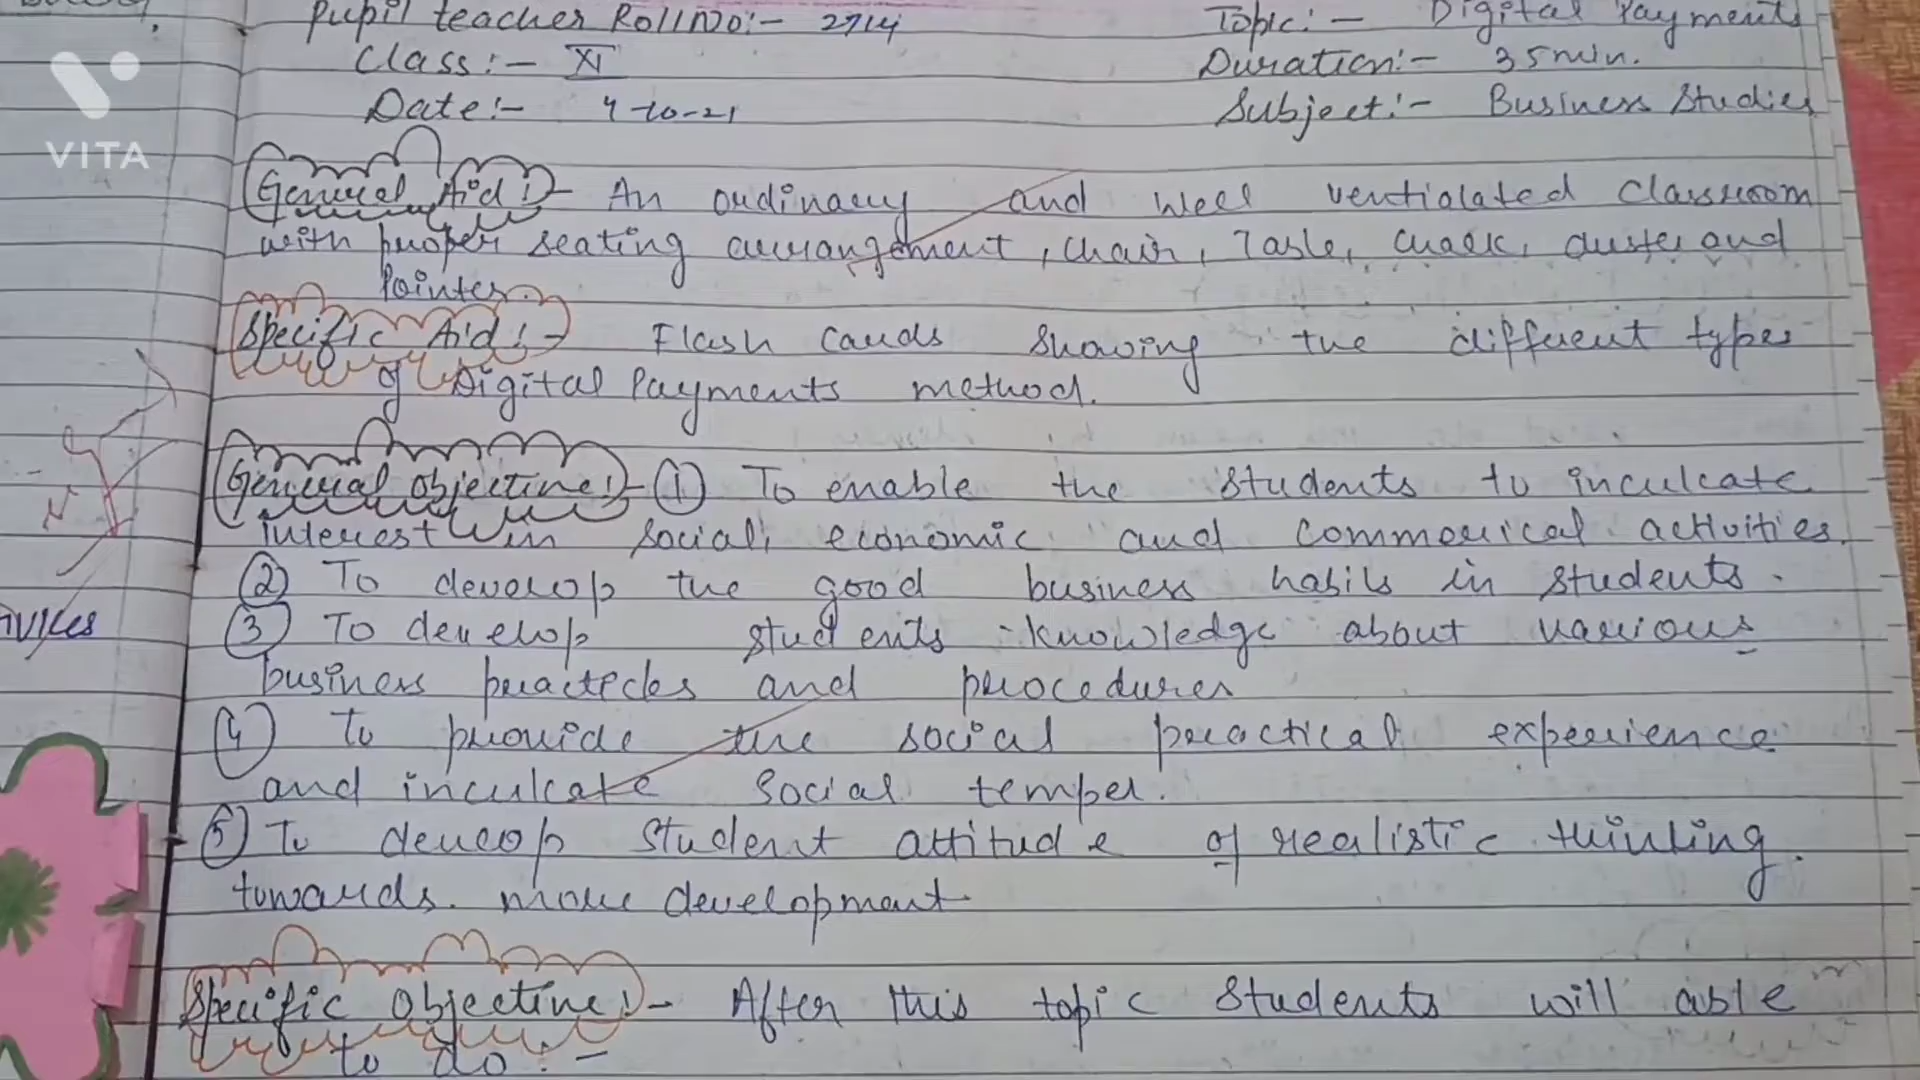 Pupil teacher Roll No:- 2714
Topic:- Digital Payments
Class:- XI
Duration:- 35 min.
Date:- 4-10-21
Subject:- Business Studies
VITA
General Aid:- An ordinary and well ventialated Classroom
with proper seating arrangement, Chair, Table, Chalk, duster and
Pointer.
Specific Aid:- Flash Cards Showing the different types
of Digital Payments method.
General objective:- (1) To enable the students to inculcate
interest in social, economic and commerical activities.
(2) To develop the good business habils in students.
(3) To develop students knowledge about various
business practeces and procedures
(4) To provide the social practical experience
and inculcate social temper.
(5) To develop Student attitude of realistic thinking
towards more development
Specific objective:- After this topic Students will able
to do:-